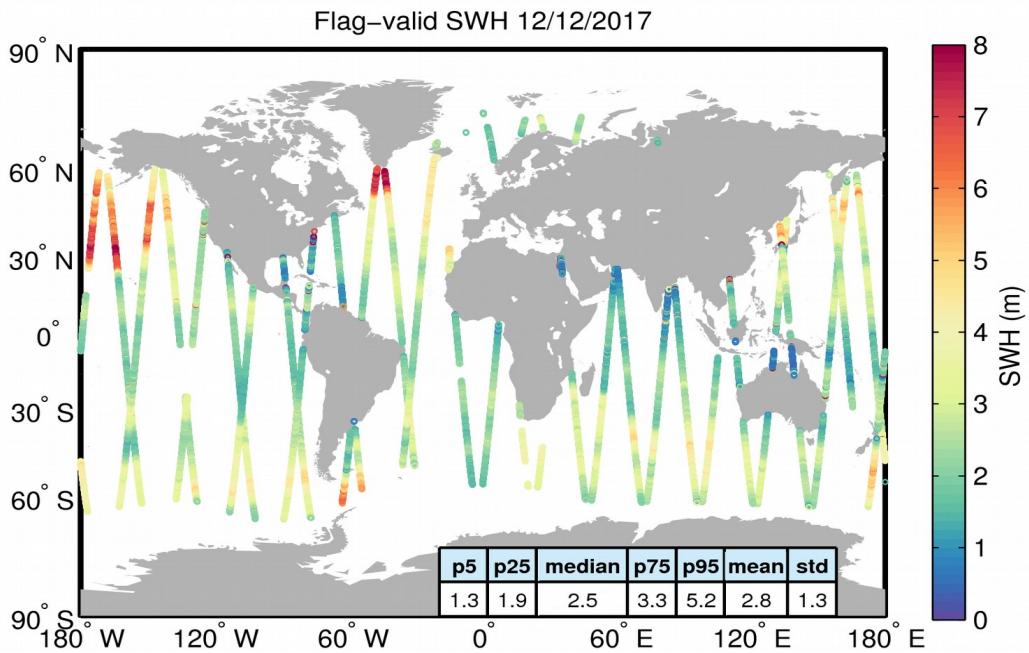 Flag−valid SWH 12/12/2017
90° N
60° N
30° N
0°
30° S
60° S
90° S
180° W
120° W
60° W
0°
60° E
120° E
180° E
p5 p25 median p75 p95 mean std
1.3 1.9 2.5 3.3 5.2 2.8 1.3
8
7
6
5
4
3
2
1
0
SWH (m)